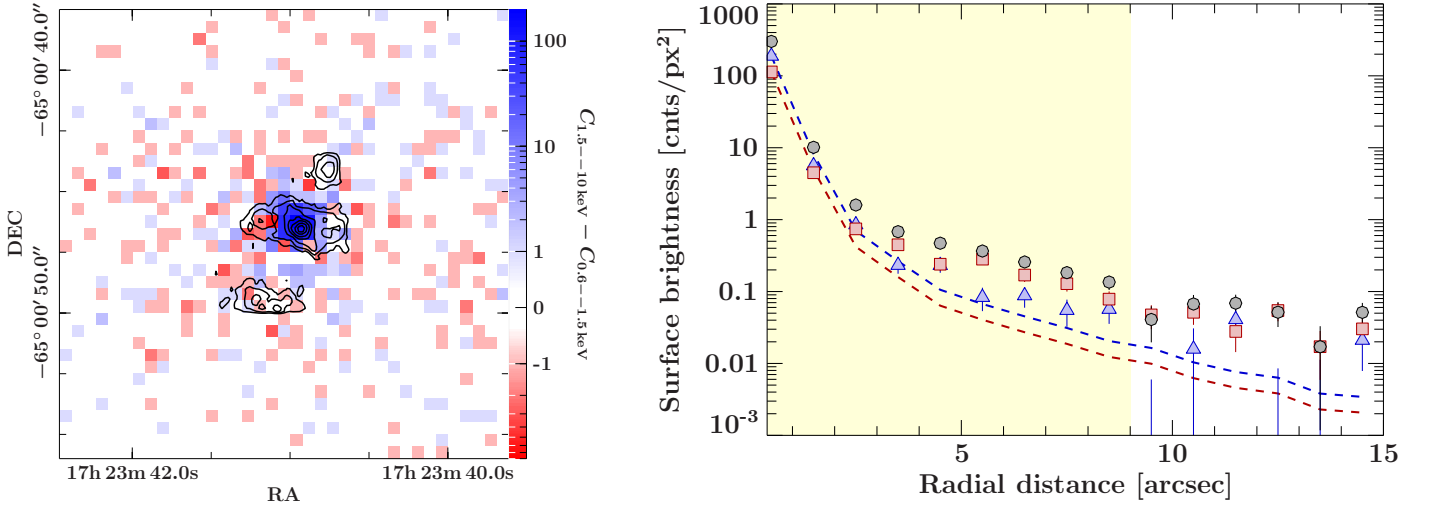 −65° 00′ 40.0″
−65° 00′ 50.0″
DEC
17h 23m 42.0s
17h 23m 40.0s
RA
100
10
1
0
-1
C1.5−−10 keV − C0.6−−1.5 keV
1000
100
10
1
0.1
0.01
10-3
Surface brightness [cnts/px²]
5
10
15
Radial distance [arcsec]